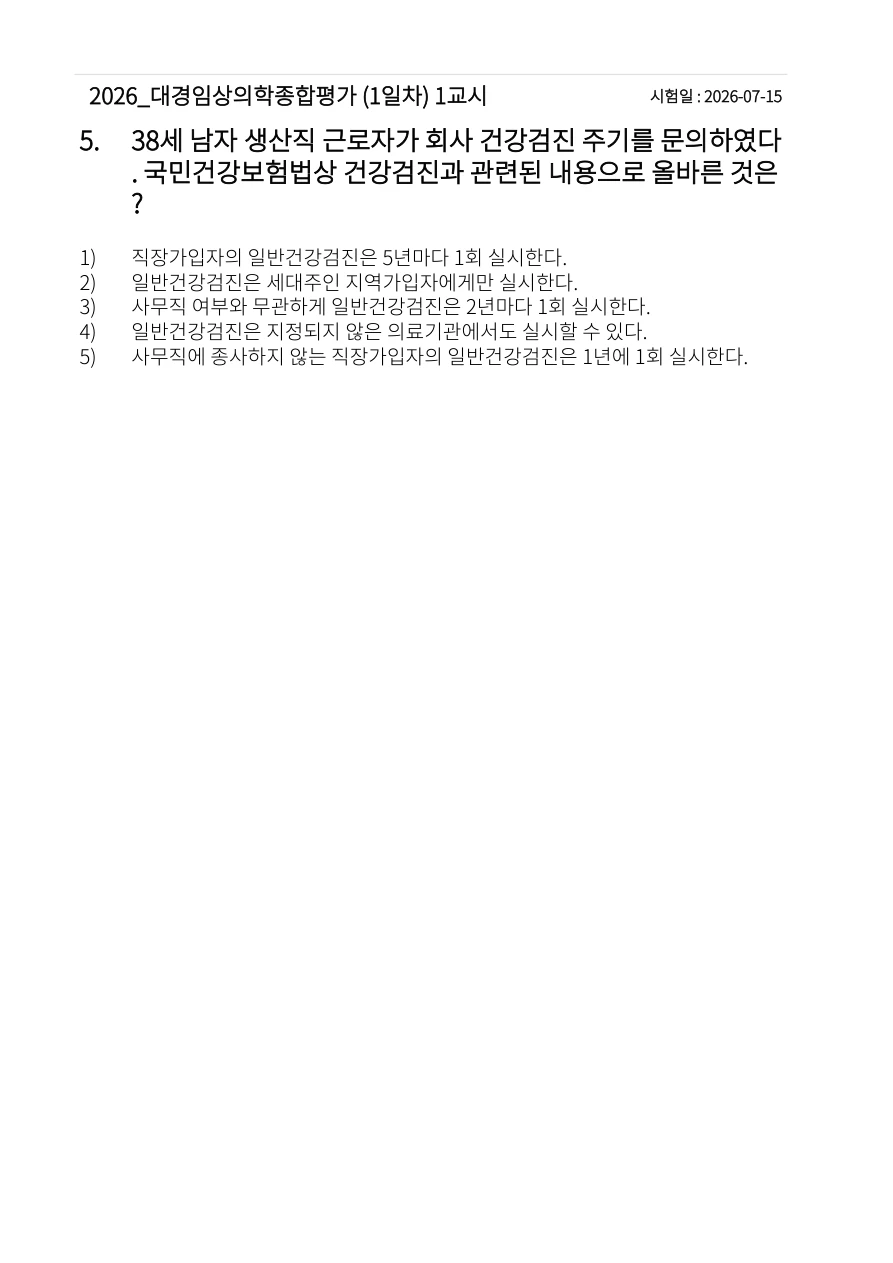 2026_대경임상의학종합평가 (1일차) 1교시 시험일 : 2026-07-15
5. 38세 남자 생산직 근로자가 회사 건강검진 주기를 문의하였다
. 국민건강보험법상 건강검진과 관련된 내용으로 올바른 것은
?
1) 직장가입자의 일반건강검진은 5년마다 1회 실시한다.
2) 일반건강검진은 세대주인 지역가입자에게만 실시한다.
3) 사무직 여부와 무관하게 일반건강검진은 2년마다 1회 실시한다.
4) 일반건강검진은 지정되지 않은 의료기관에서도 실시할 수 있다.
5) 사무직에 종사하지 않는 직장가입자의 일반건강검진은 1년에 1회 실시한다.